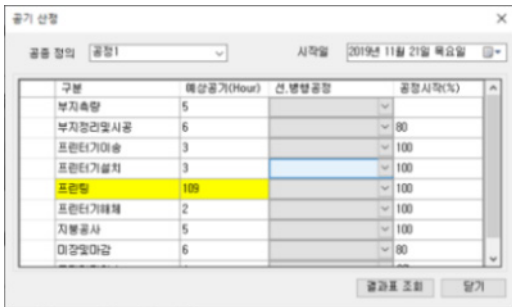 공기 산정
공종 정의 공정1 시작일 2019년 11월 21일 목요일
구분 예상공기(Hour) 선,병행공정 공정시작(%)
부지측량 5
부지정리및시공 6 80
프린터기이송 3 100
프린터기설치 3 100
프린팅 109 100
프린터기해체 2 100
지붕공사 5 100
미장및마감 6 80
결과표 조회 닫기